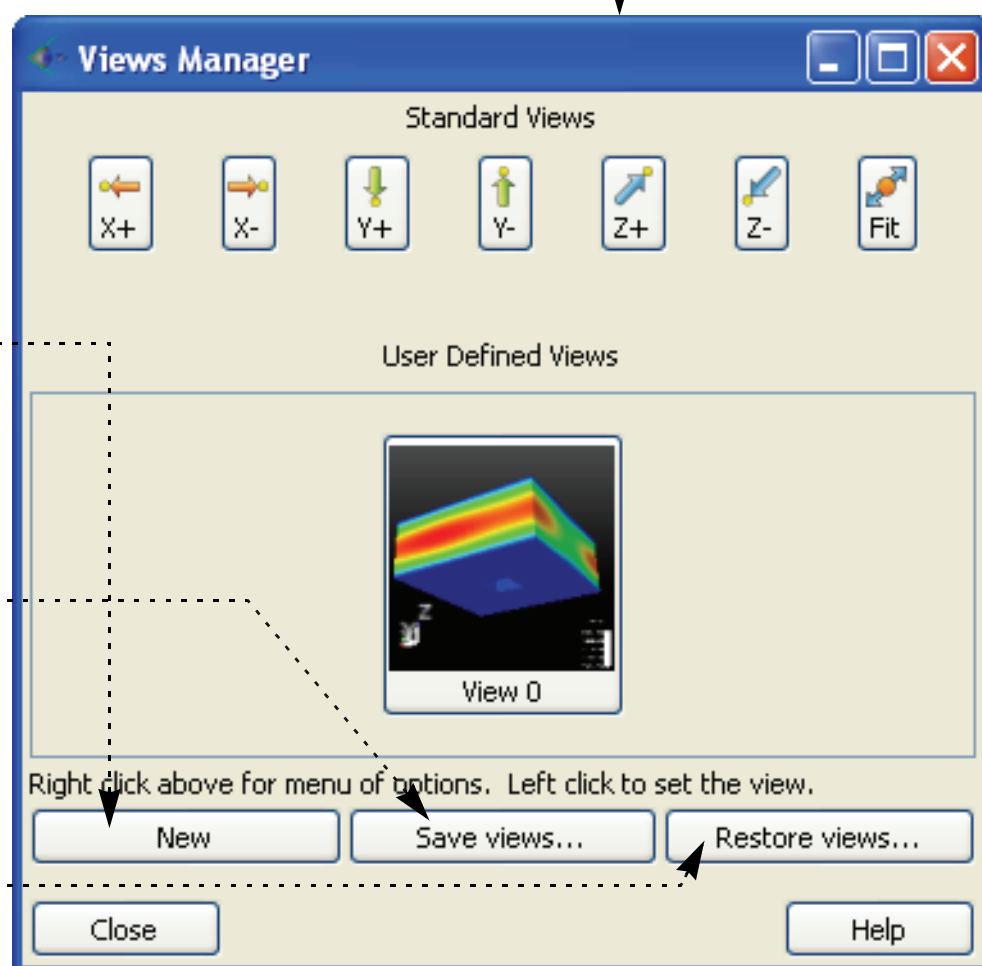 Views Manager
Standard Views
X+ X- Y+ Y- Z+ Z- Fit
User Defined Views
Z
View 0
Right click above for menu of options. Left click to set the view.
New Save views... Restore views...
Close Help